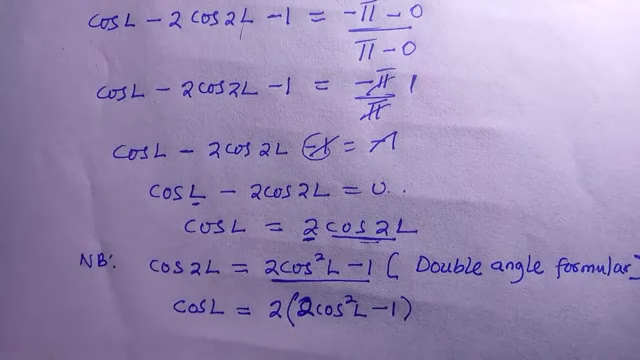 cosL - 2cos2L - 1 = -π - 0 / π - 0
cosL - 2cos2L - 1 = -π / π 1
cosL - 2cos2L -1 = -1
cosL - 2cos2L = 0..
cosL = 2cos2L
NB: cos2L = 2cos²L - 1 [Double angle formular]
cosL = 2(2cos²L - 1)